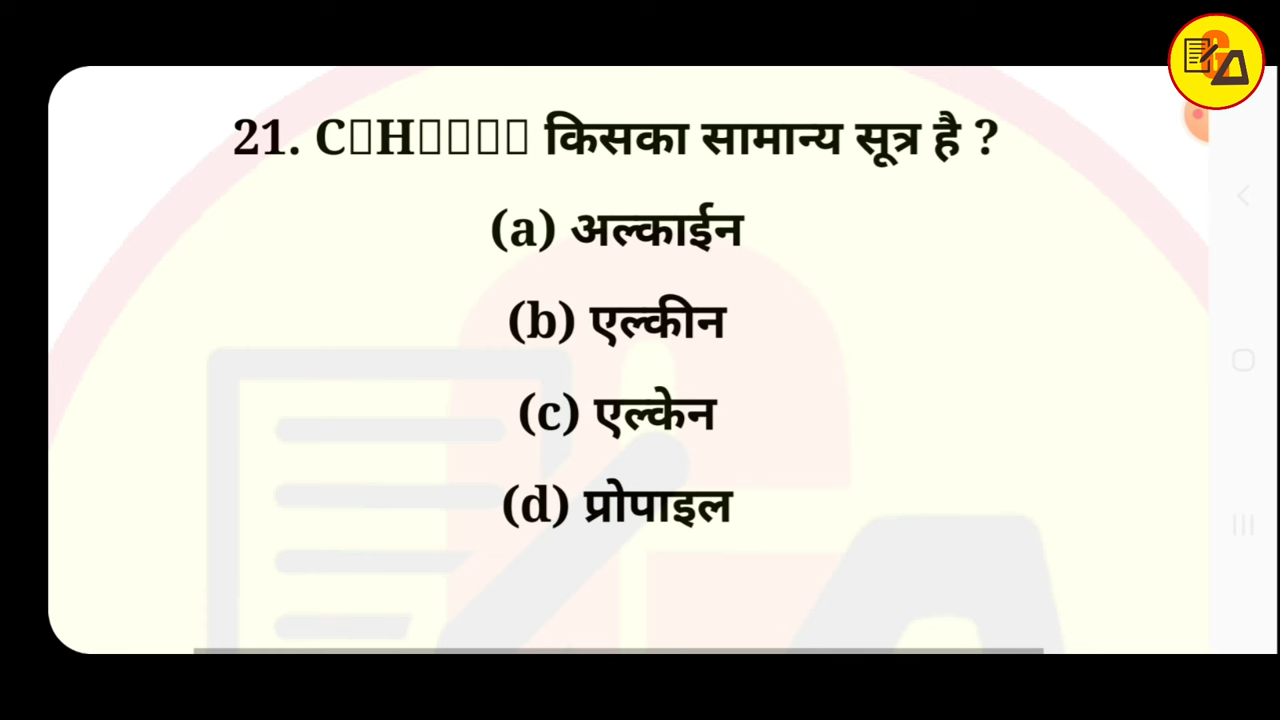 21. C▯H▯▯▯▯ किसका सामान्य सूत्र है ?
(a) अल्काईन
(b) एल्कीन
(c) एल्केन
(d) प्रोपाइल